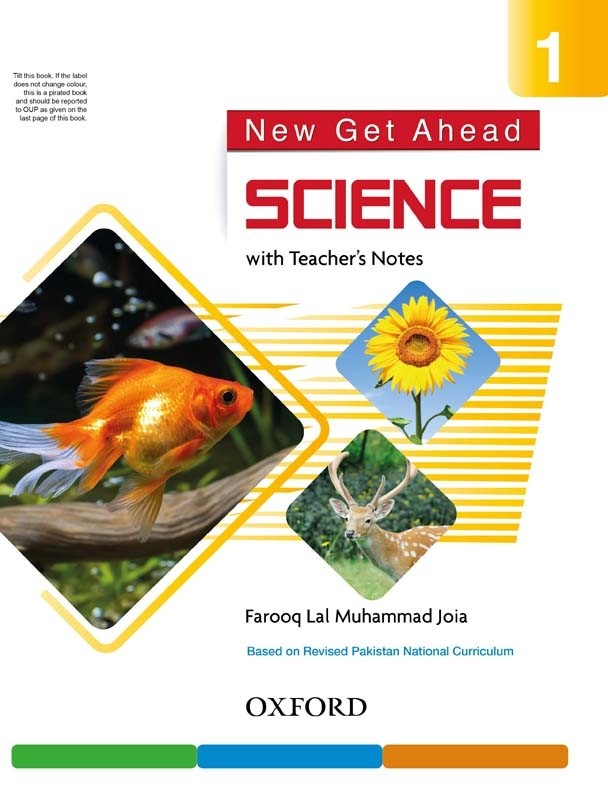 1
Tilt this book. If the label
does not change colour,
this is a pirated book
and should be reported
to OUP as given on the
last page of this book.
New Get Ahead
SCIENCE
with Teacher's Notes
Farooq Lal Muhammad Joia
Based on Revised Pakistan National Curriculum
OXFORD